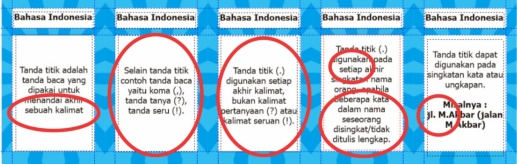 Bahasa Indonesia
Tanda titik adalah
tanda baca yang
dipakai untuk
menandai akhir
sebuah kalimat
Bahasa Indonesia
Selain tanda titik
contoh tanda baca
yaitu koma (,),
tanda tanya (?),
tanda seru (!).
Bahasa Indonesia
Tanda titik (.)
digunakan setiap
akhir kalimat,
bukan kalimat
pertanyaan (?) atau
kalimat seruan (!).
Bahasa Indonesia
Tanda titik (.)
digunakan pada
setiap akhir
singkatan nama
orang, apabila
beberapa kata
dalam nama
seseorang
disingkat/tidak
ditulis lengkap.
Bahasa Indonesia
Tanda titik dapat
digunakan pada
singkatan kata atau
ungkapan.
Misalnya :
jl. M.Akbar (Jalan
M.Akbar)